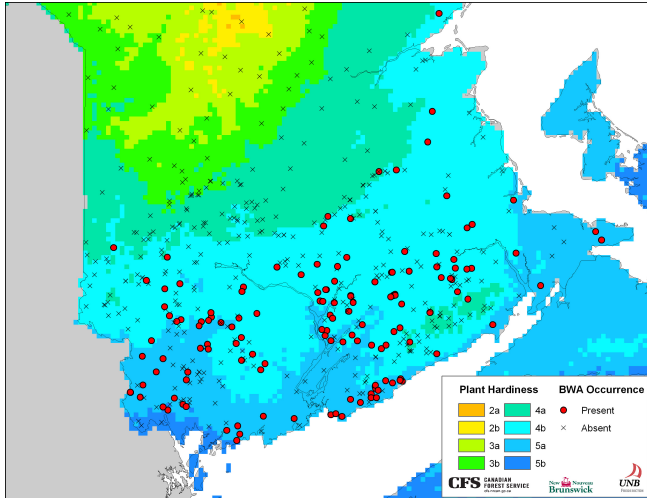 Plant Hardiness BWA Occurrence
2a 4a Present
2b 4b Absent
3a 5a
3b 5b
CFS CANADIAN
FOREST SERVICE
New Nouveau
Brunswick
UNB